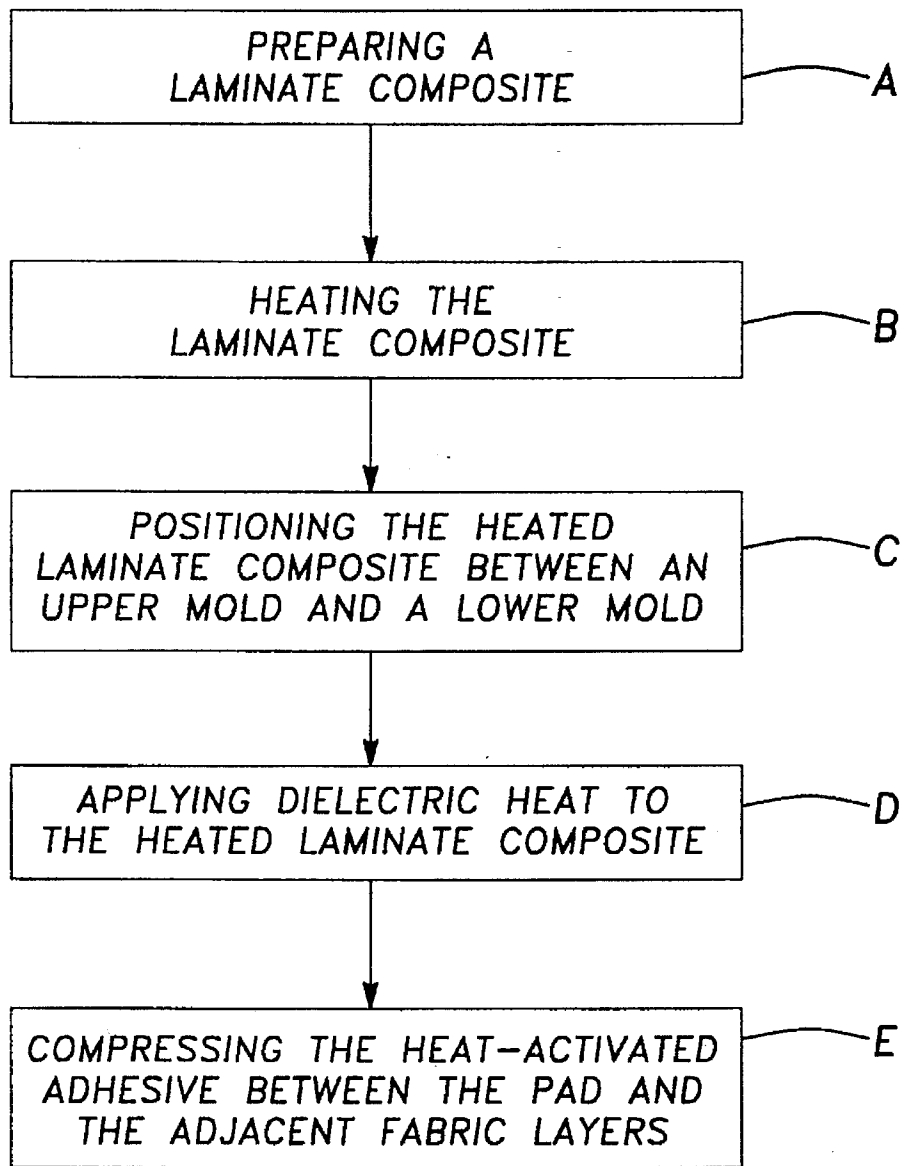 PREPARING A
LAMINATE COMPOSITE
A
HEATING THE
LAMINATE COMPOSITE
B
POSITIONING THE HEATED
LAMINATE COMPOSITE BETWEEN AN
UPPER MOLD AND A LOWER MOLD
C
APPLYING DIELECTRIC HEAT TO
THE HEATED LAMINATE COMPOSITE
D
COMPRESSING THE HEAT-ACTIVATED
ADHESIVE BETWEEN THE PAD AND
THE ADJACENT FABRIC LAYERS
E